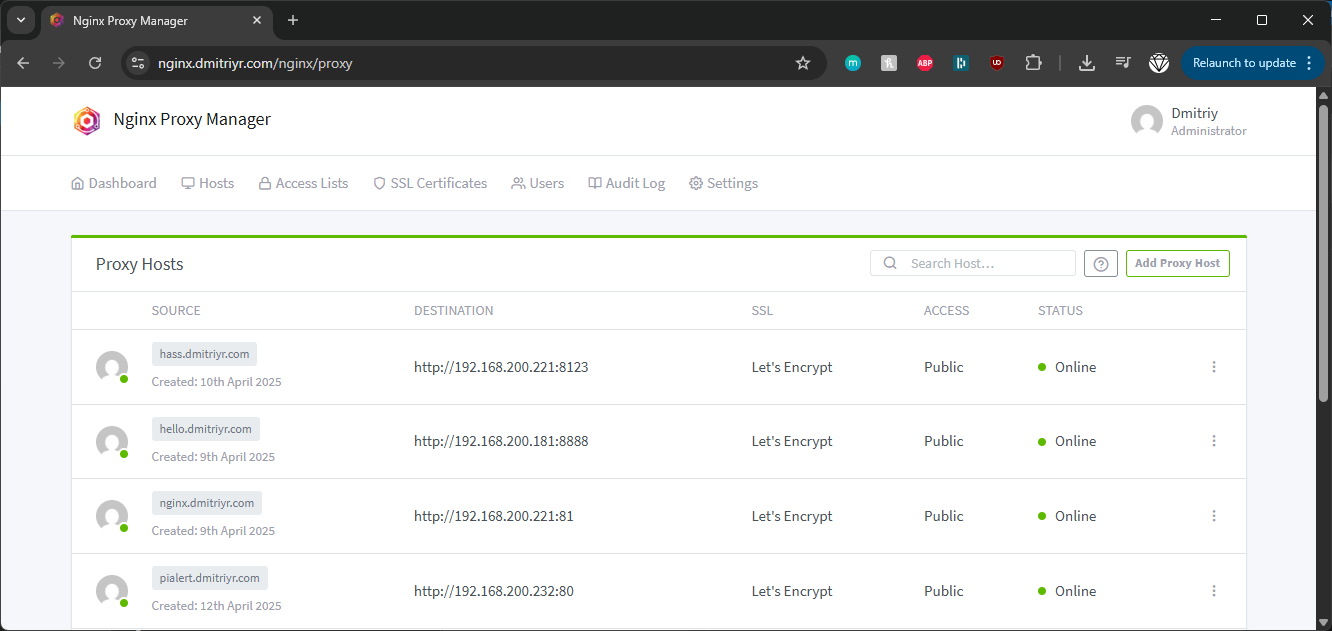 Nginx Proxy Manager
nginx.dmitriyr.com/nginx/proxy
m
ABP
UO
Relaunch to update
Nginx Proxy Manager
Dmitriy
Administrator
Dashboard Hosts Access Lists SSL Certificates Users Audit Log Settings
Proxy Hosts
Search Host...
Add Proxy Host
SOURCE DESTINATION SSL ACCESS STATUS
hass.dmitriyr.com
Created: 10th April 2025
http://192.168.200.221:8123 Let's Encrypt Public Online
hello.dmitriyr.com
Created: 9th April 2025
http://192.168.200.181:8888 Let's Encrypt Public Online
nginx.dmitriyr.com
Created: 9th April 2025
http://192.168.200.221:81 Let's Encrypt Public Online
pialert.dmitriyr.com
Created: 12th April 2025
http://192.168.200.232:80 Let's Encrypt Public Online